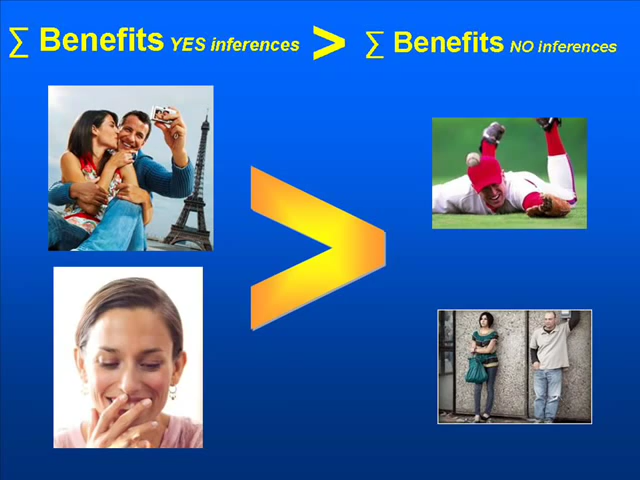 ∑ Benefits YES inferences > ∑ Benefits NO inferences
>